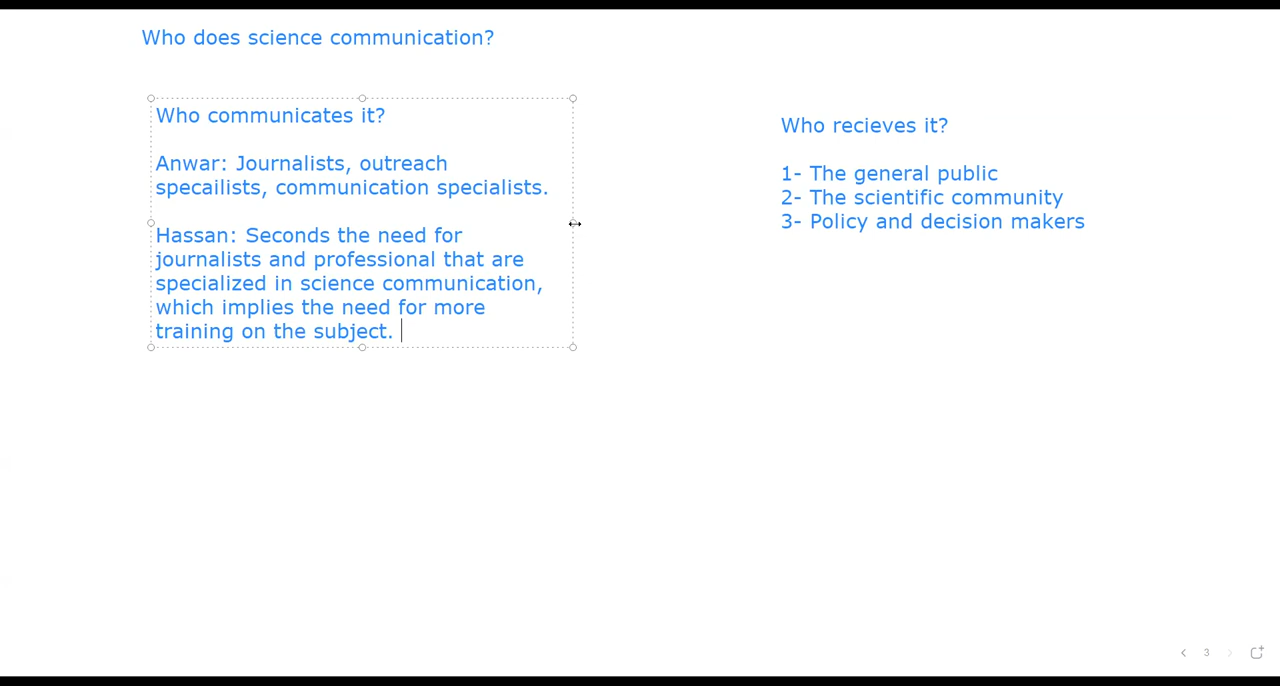 Who does science communication?
Who communicates it?
Anwar: Journalists, outreach
specailists, communication specialists.
Hassan: Seconds the need for
journalists and professional that are
specialized in science communication,
which implies the need for more
training on the subject.
Who recieves it?
1- The general public
2- The scientific community
3- Policy and decision makers
3